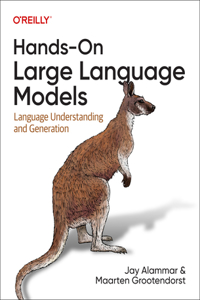 O'REILLY®
Hands-On
Large Language
Models
Language Understanding
and Generation
Jay Alammar &
Maarten Grootendorst